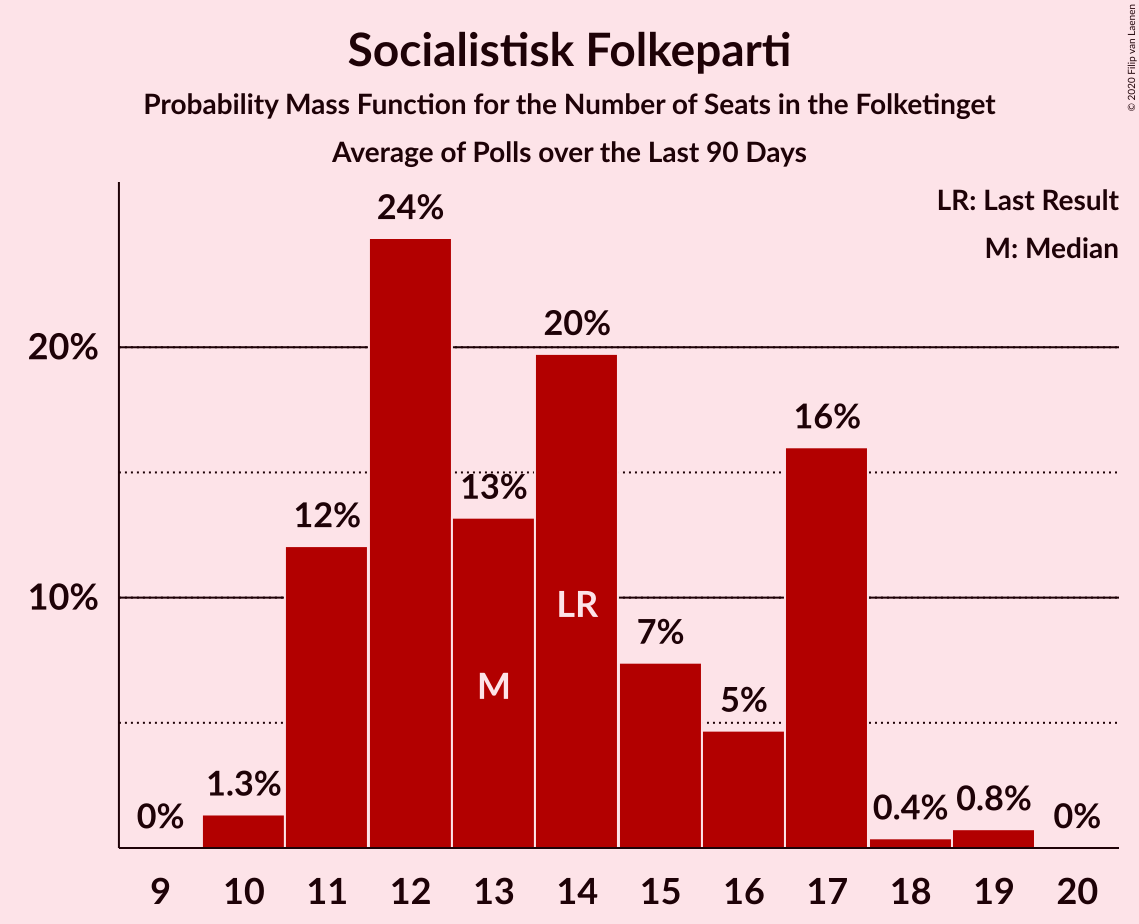 Socialistisk Folkeparti
Probability Mass Function for the Number of Seats in the Folketinget
Average of Polls over the Last 90 Days
© 2020 Filip van Laenen
LR: Last Result
M: Median
24%
20%
20%
16%
13%
12%
LR
10%
7%
M
5%
1.3%
0.8%
0.4%
0%
0%
9 10 11 12 13 14 15 16 17 18 19 20